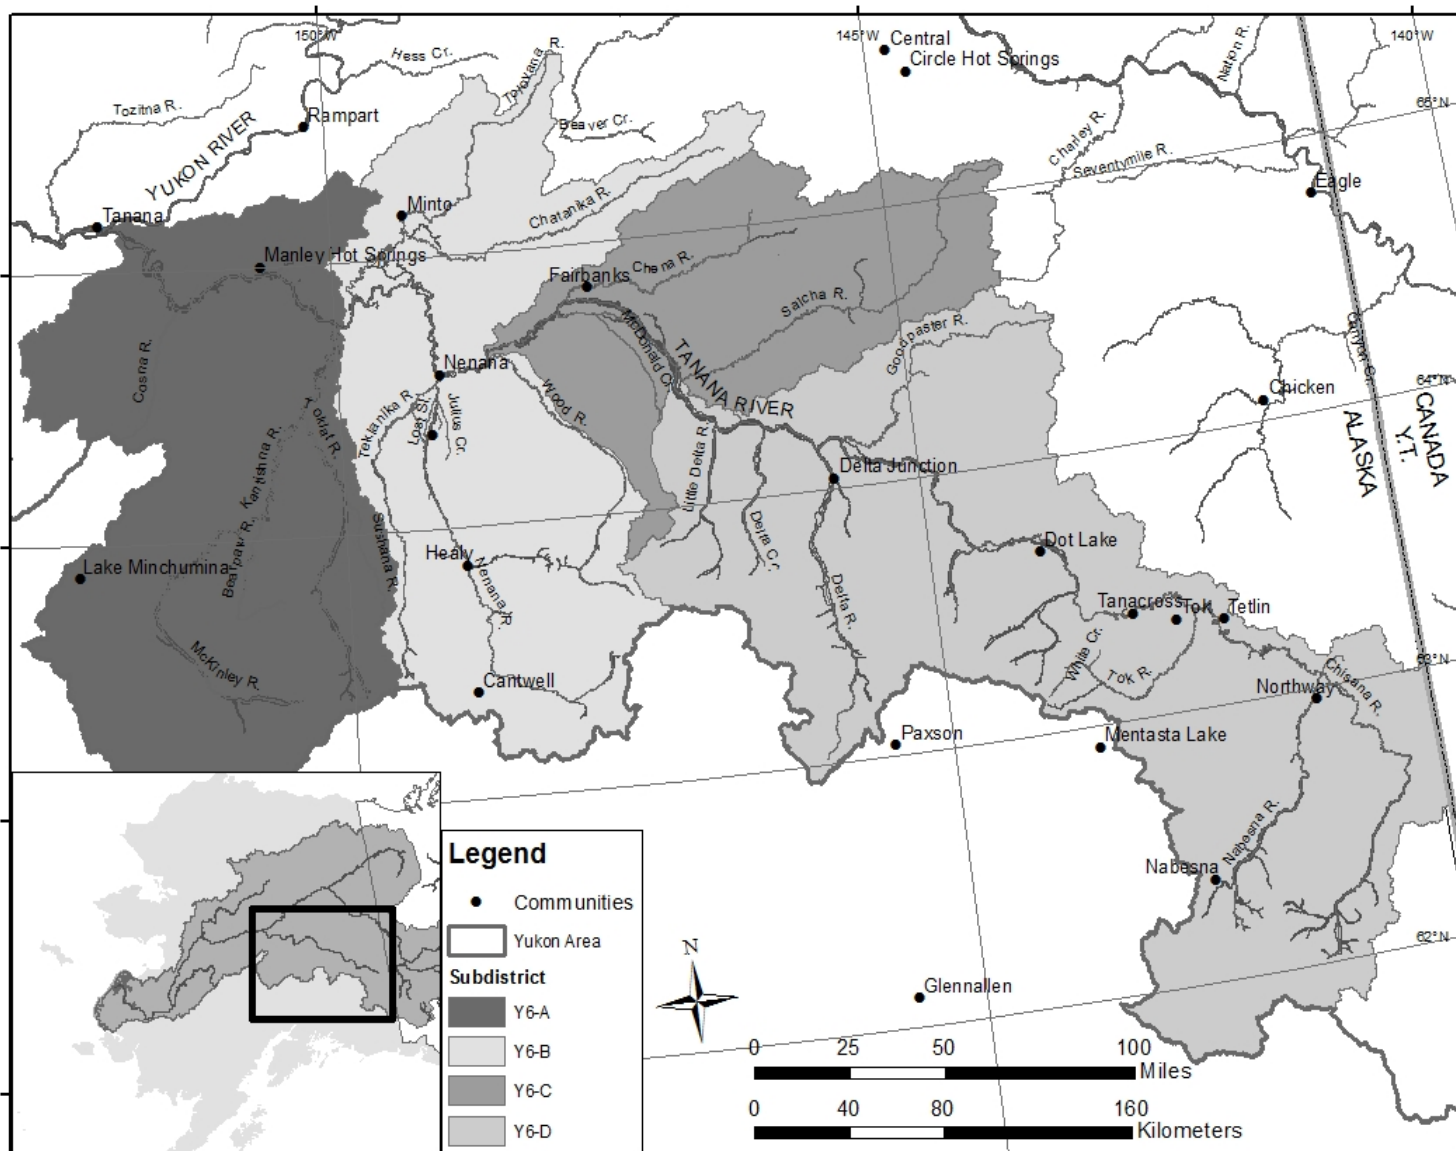 150°W
145°W
140°W
Hess Cr.
Tolovana R.
Central
Circle Hot Springs
Nation R.
65°N
Tozitna R.
Rampart
YUKON RIVER
Beaver Cr.
Charley R.
Seventymile R.
Eagle
Tanana
Minto
Chatanika R.
Manley Hot Springs
Fairbanks
Chena R.
Salcha R.
Goodpaster R.
McDonald Cr.
TANANA RIVER
Canyon Cr.
Cosna R.
Nenana
Wood R.
Chicken
64°N
CANADA
Y.T.
ALASKA
Teklanika R.
Lost Sl.
Julius Cr.
Toklat R.
Kantishna R.
Little Delta R.
Delta Junction
Delta Cr.
Sushana R.
Healy
Dot Lake
Lake Minchumina
Bearpaw R.
Nenana R.
Delta R.
Tanacross
Tok
Tetlin
White Cr.
Tok R.
63°N
Chisana R.
Northway
McKinley R.
Cantwell
Paxson
Mentasta Lake
Nabesna R.
Nabesna
62°N
Glennallen
Legend
Communities
Yukon Area
Subdistrict
Y6-A
Y6-B
Y6-C
Y6-D
N
0 25 50 100
Miles
0 40 80 160
Kilometers